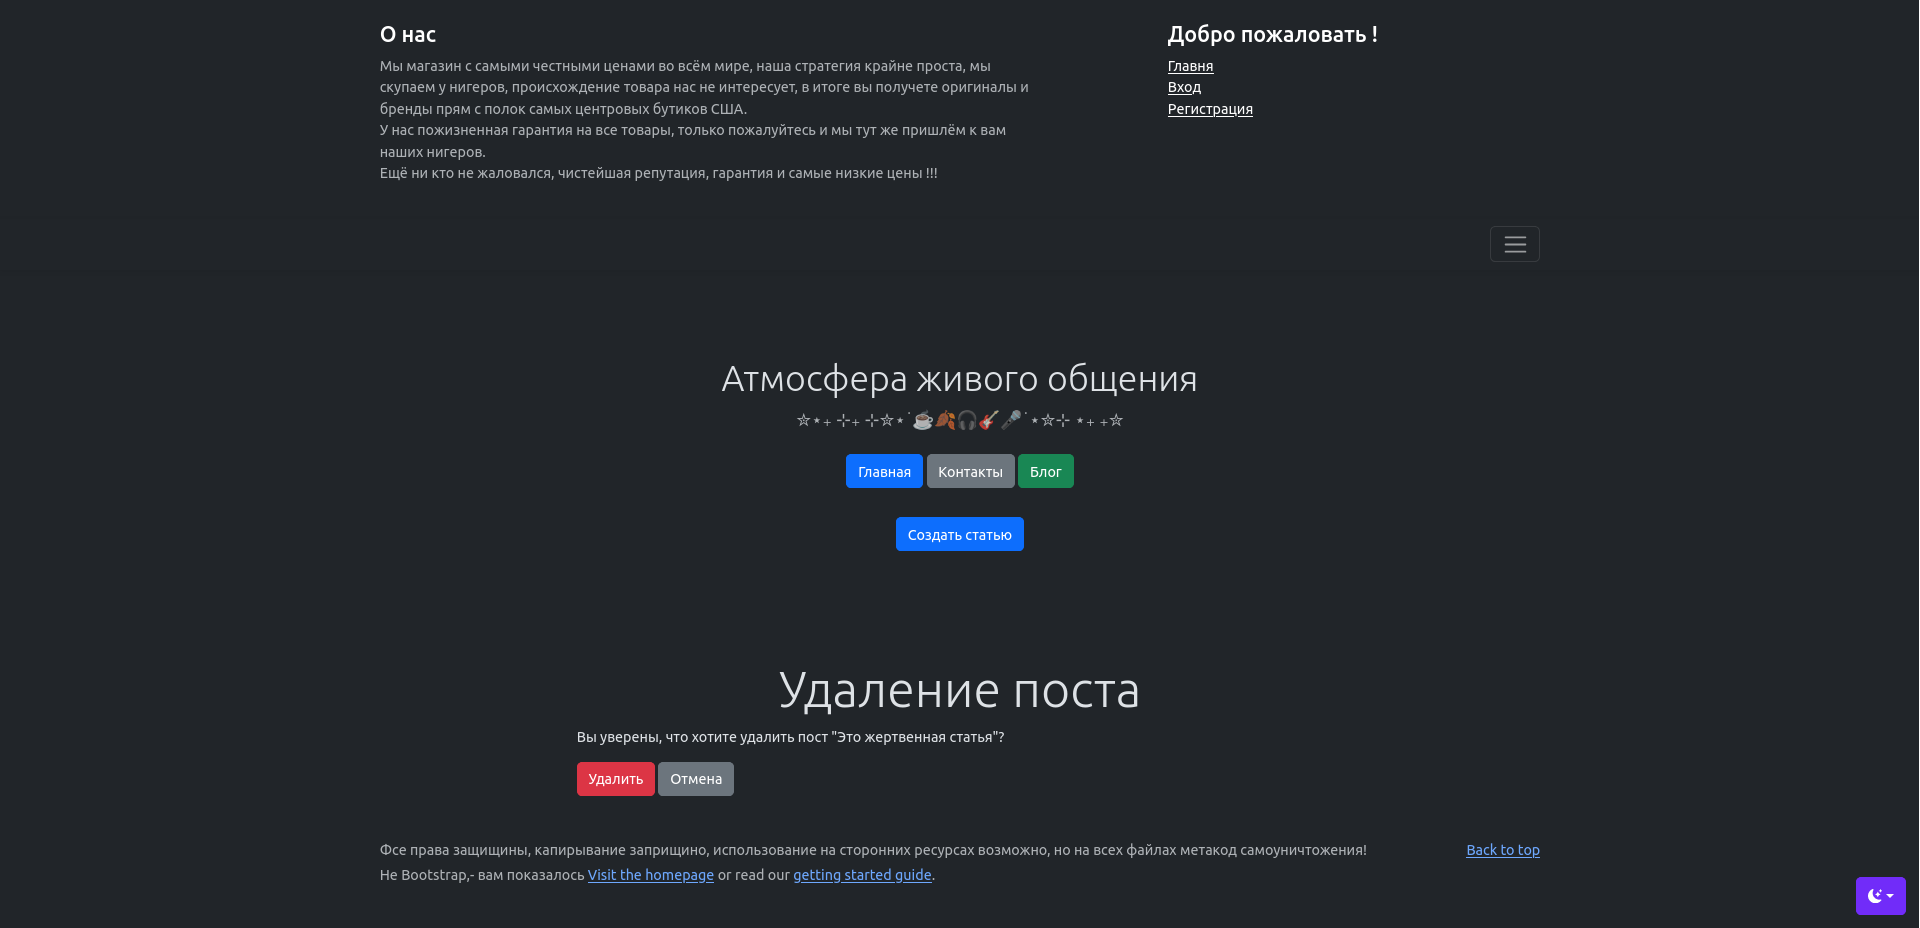 О нас
Мы магазин с самыми честными ценами во всём мире, наша стратегия крайне проста, мы
скупаем у нигеров, происхождение товара нас не интересует, в итоге вы получете оригиналы и
бренды прям с полок самых центровых бутиков США.
У нас пожизненная гарантия на все товары, только пожалуйтесь и мы тут же пришлём к вам
наших нигеров.
Ещё ни кто не жаловался, чистейшая репутация, гарантия и самые низкие цены !!!
Добро пожаловать !
Главня
Вход
Регистрация
Атмосфера живого общения
✮⋆₊ ⊹₊ ⊹✮⋆˙☕🍂🎧🎸🎤˙⋆✮⊹ ⋆₊ ₊✮
Главная Контакты Блог
Создать статью
Удаление поста
Вы уверены, что хотите удалить пост "Это жертвенная статья"?
Удалить Отмена
Фсе права защищины, капирывание заприщино, использование на сторонних ресурсах возможно, но на всех файлах метакод самоуничтожения!
Back to top
Не Bootstrap,- вам показалось Visit the homepage or read our getting started guide.